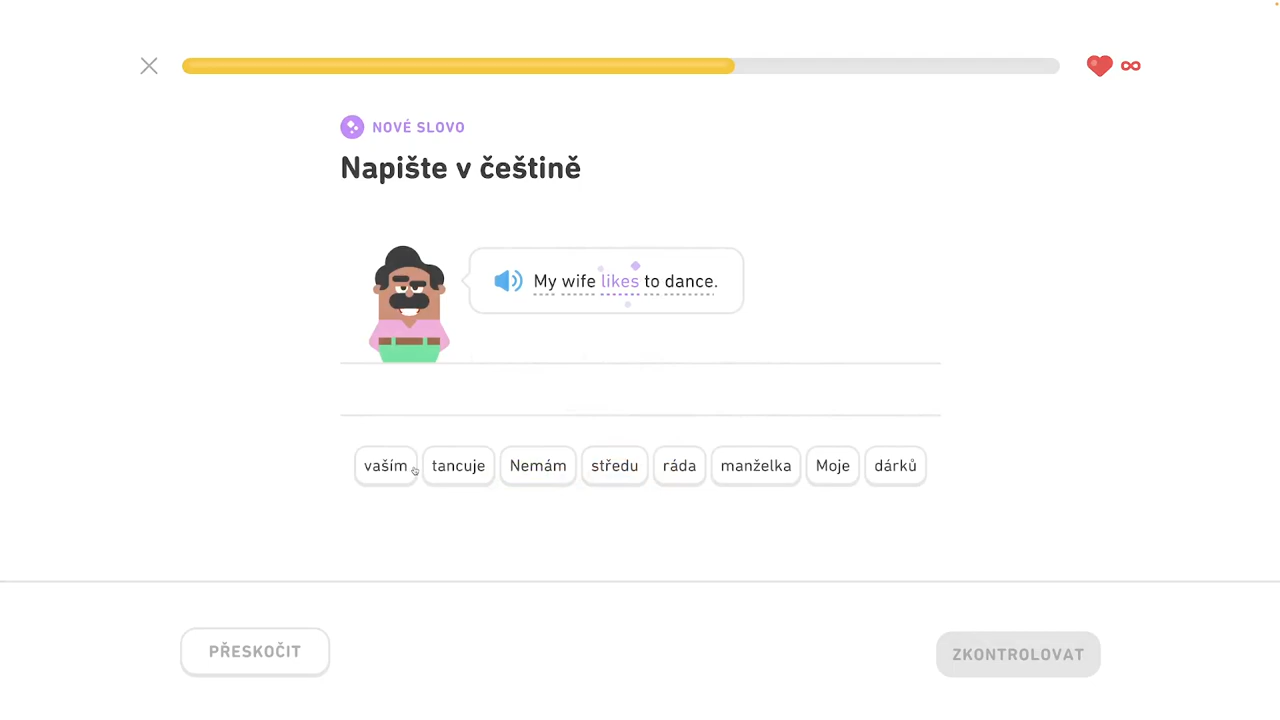 NOVÉ SLOVO
Napište v češtině
My wife likes to dance.
vaším tancuje Nemám středu ráda manželka Moje dárků
PŘESKOČIT
ZKONTROLOVAT